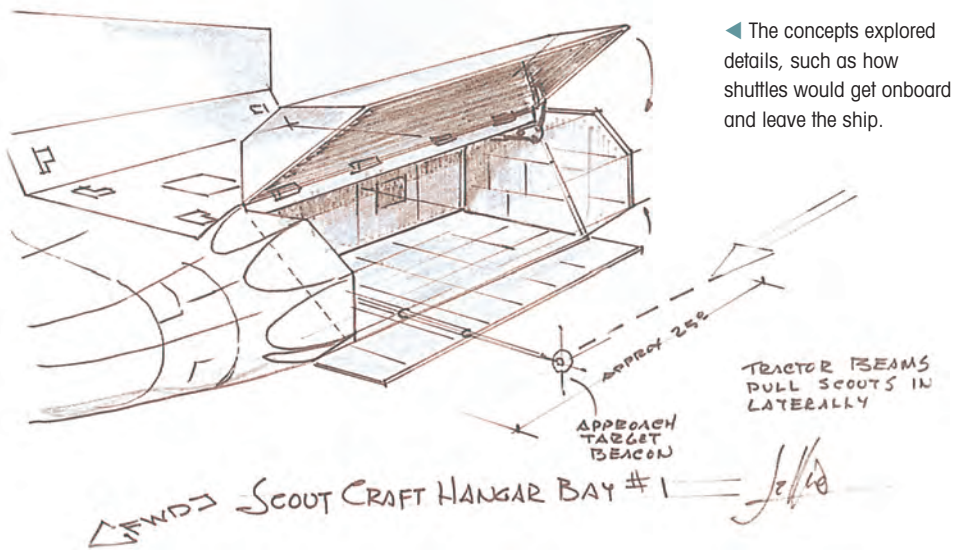 ◀ The concepts explored
details, such as how
shuttles would get onboard
and leave the ship.
APPROX 25°
TRACTOR BEAMS
PULL SCOUTS IN
LATERALLY
APPROACH
TARGET
BEACON
FWD SCOUT CRAFT HANGAR BAY #1